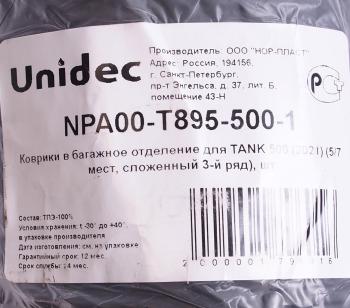 Unidec
Производитель: ООО "НОР-ПЛАСТ"
Адрес: Россия, 194156,
г. Санкт-Петербург,
пр-т Энгельса, д. 37, лит. Б,
помещение 43-Н
NPA00-T895-500-1
Коврики в багажное отделение для TANK 500 (2021) (5/7
мест, сложенный 3-й ряд), шт
Состав: ТПЭ-100%
Условия хранения: t -30° до +40°,
в упаковке производителя
Дата изготовления: см. на упаковке
Гарантийный срок: 12 мес.
Срок службы: 24 мес.